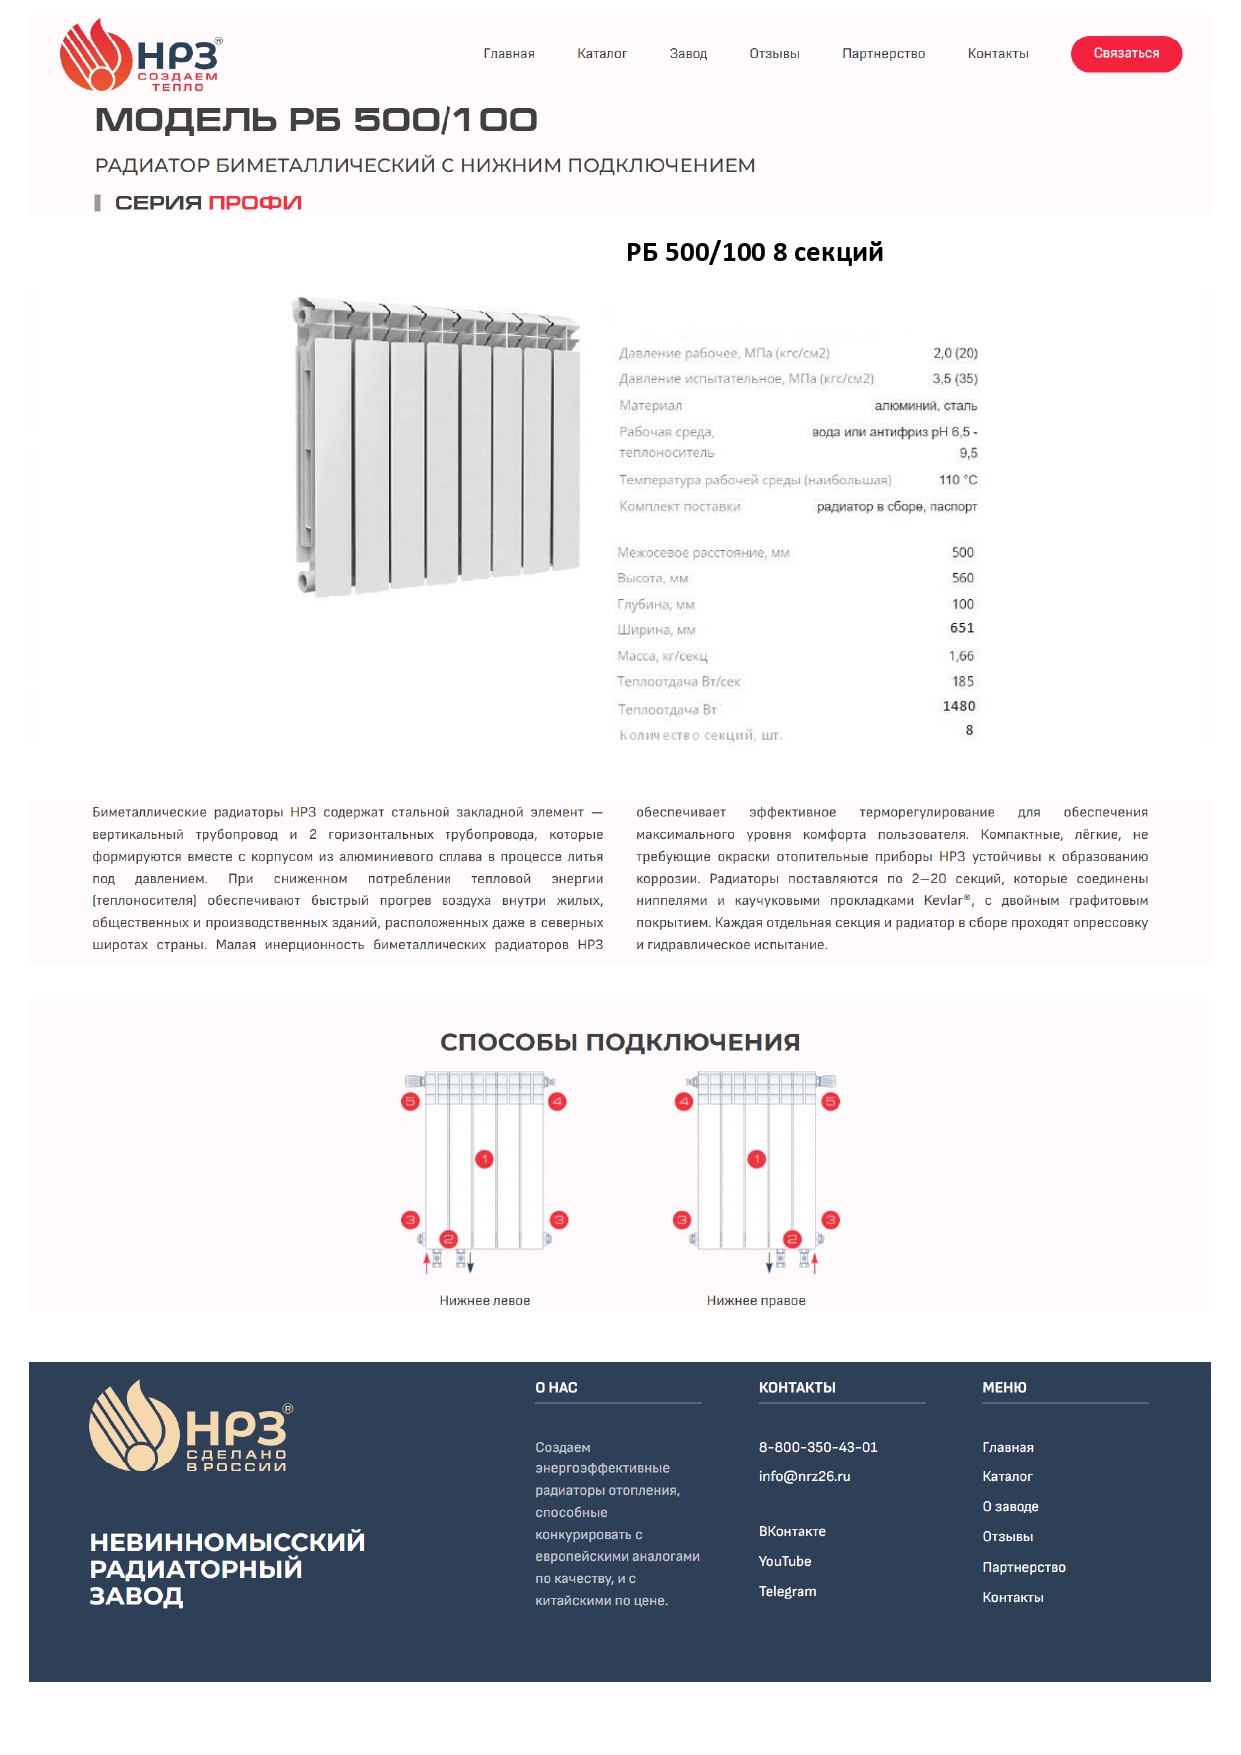 НРЗ®
СОЗДАЕМ
ТЕПЛО
Главная Каталог Завод Отзывы Партнерство Контакты Связаться
МОДЕЛЬ РБ 500/100
РАДИАТОР БИМЕТАЛЛИЧЕСКИЙ С НИЖНИМ ПОДКЛЮЧЕНИЕМ
СЕРИЯ ПРОФИ
РБ 500/100 8 секций
Давление рабочее, МПа (кгс/см2) 2,0 (20)
Давление испытательное, МПа (кгс/см2) 3,5 (35)
Материал алюминий, сталь
Рабочая среда, вода или антифриз pH 6,5 -
теплоноситель 9,5
Температура рабочей среды (наибольшая) 110 °C
Комплект поставки радиатор в сборе, паспорт
Межосевое расстояние, мм 500
Высота, мм 560
Глубина, мм 100
Ширина, мм 651
Масса, кг/секц 1,66
Теплоотдача Вт/сек 185
Теплоотдача Вт 1480
Количество секций, шт. 8
Биметаллические радиаторы НРЗ содержат стальной закладной элемент —
вертикальный трубопровод и 2 горизонтальных трубопровода, которые
формируются вместе с корпусом из алюминиевого сплава в процессе литья
под давлением. При сниженном потреблении тепловой энергии
(теплоносителя) обеспечивают быстрый прогрев воздуха внутри жилых,
общественных и производственных зданий, расположенных даже в северных
широтах страны. Малая инерционность биметаллических радиаторов НРЗ
обеспечивает эффективное терморегулирование для обеспечения
максимального уровня комфорта пользователя. Компактные, лёгкие, не
требующие окраски отопительные приборы НРЗ устойчивы к образованию
коррозии. Радиаторы поставляются по 2–20 секций, которые соединены
ниппелями и каучуковыми прокладками Kevlar®, с двойным графитовым
покрытием. Каждая отдельная секция и радиатор в сборе проходят опрессовку
и гидравлическое испытание.
СПОСОБЫ ПОДКЛЮЧЕНИЯ
5 4 4 5
1 1
3 3 3 3
2 2
Нижнее левое Нижнее правое
НРЗ®
СДЕЛАНО
В РОССИИ
НЕВИННОМЫССКИЙ
РАДИАТОРНЫЙ
ЗАВОД
О НАС
Создаем
энергоэффективные
радиаторы отопления,
способные
конкурировать с
европейскими аналогами
по качеству, и с
китайскими по цене.
КОНТАКТЫ
8-800-350-43-01
info@nrz26.ru
ВКонтакте
YouTube
Telegram
МЕНЮ
Главная
Каталог
О заводе
Отзывы
Партнерство
Контакты